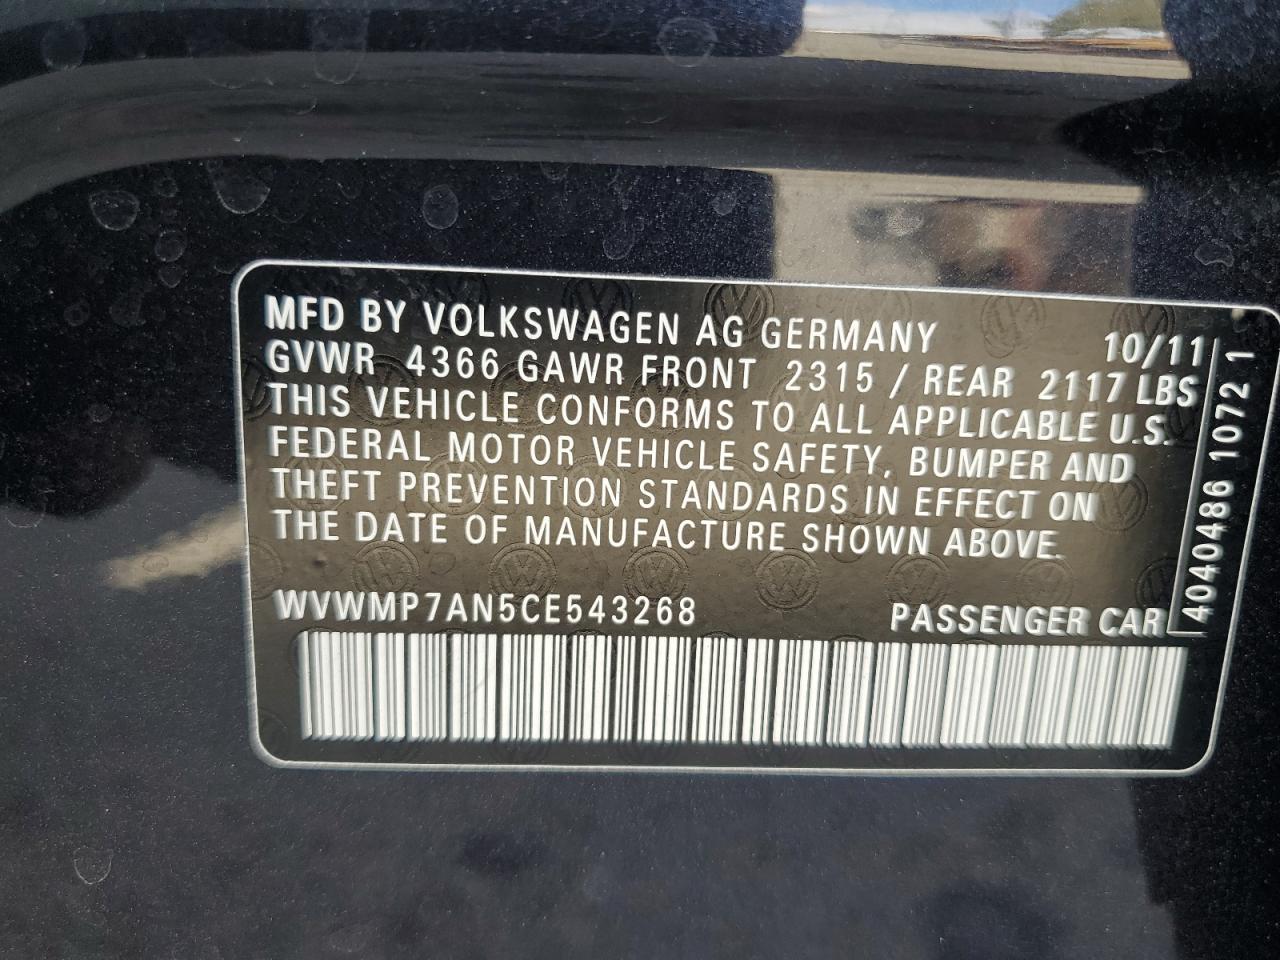 MFD BY VOLKSWAGEN AG GERMANY 10/11
GVWR 4366 GAWR FRONT 2315 / REAR 2117 LBS
THIS VEHICLE CONFORMS TO ALL APPLICABLE U.S.
FEDERAL MOTOR VEHICLE SAFETY, BUMPER AND
THEFT PREVENTION STANDARDS IN EFFECT ON
THE DATE OF MANUFACTURE SHOWN ABOVE.
WVWMP7AN5CE543268 PASSENGER CAR
4040486 1072 1